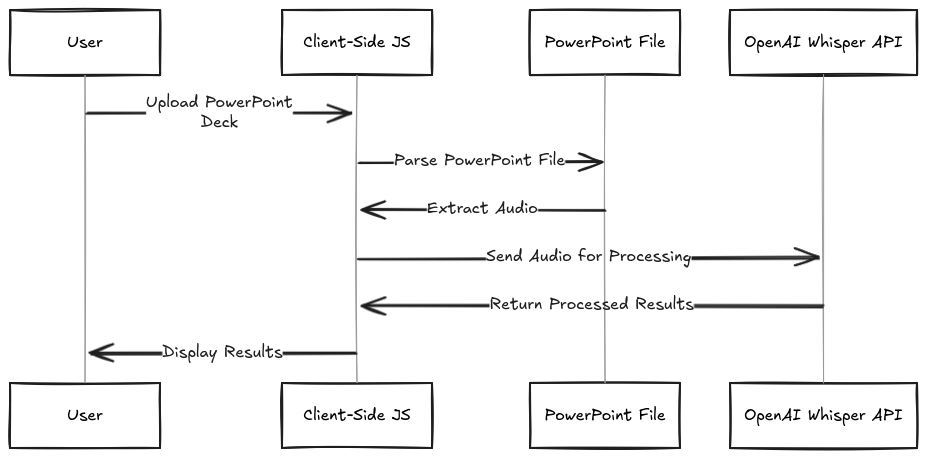 User
Client-Side JS
PowerPoint File
OpenAI Whisper API
Upload PowerPoint
Deck
Parse PowerPoint File
Extract Audio
Send Audio for Processing
Return Processed Results
Display Results
User
Client-Side JS
PowerPoint File
OpenAI Whisper API